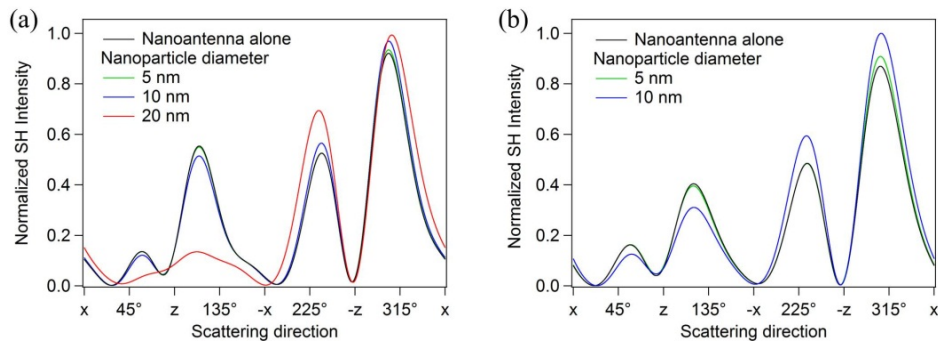 (a)
Normalized SH Intensity
1.0
0.8
0.6
0.4
0.2
0.0
Nanoantenna alone
Nanoparticle diameter
5 nm
10 nm
20 nm
x 45° z 135° -x 225° -z 315° x
Scattering direction
(b)
Normalized SH Intensity
1.0
0.8
0.6
0.4
0.2
0.0
Nanoantenna alone
Nanoparticle diameter
5 nm
10 nm
x 45° z 135° -x 225° -z 315° x
Scattering direction